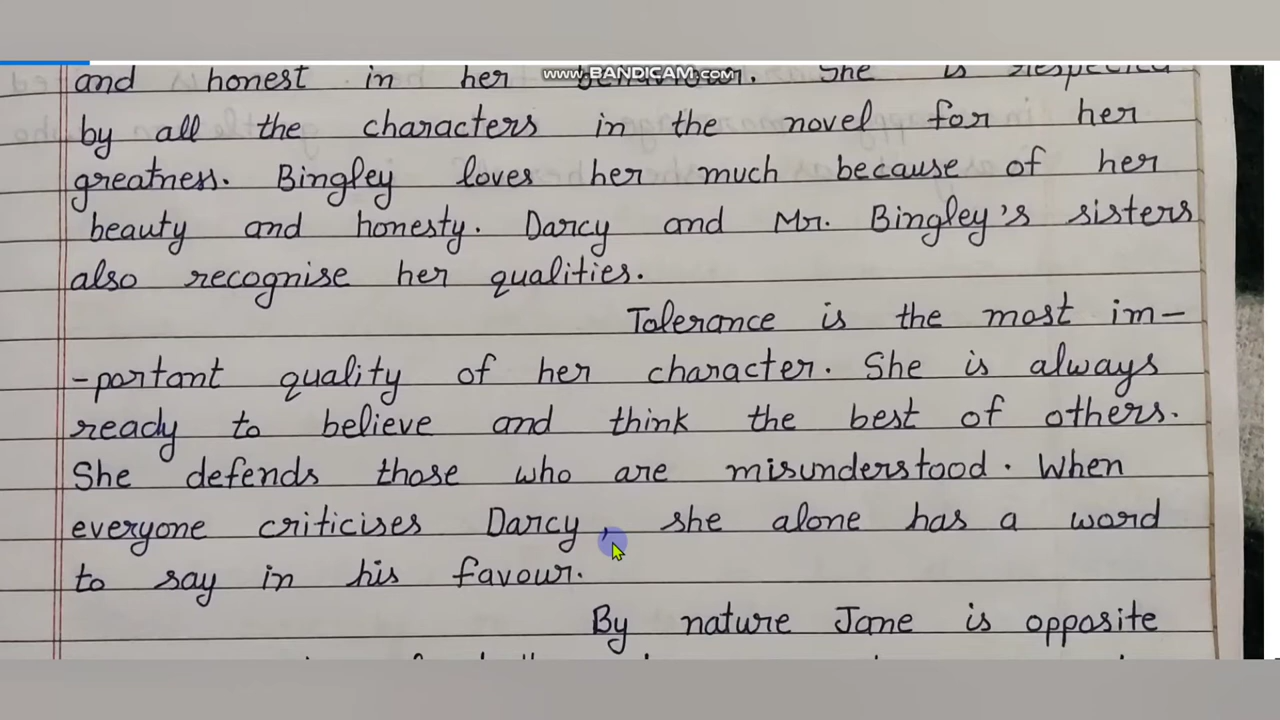 and honest in her behaviour. She is respected
www.BANDICAM.com
by all the characters in the novel for her
greatness. Bingley loves her much because of her
beauty and honesty. Darcy and Mr. Bingley's sisters
also recognise her qualities.
Tolerance is the most im-
-portant quality of her character. She is always
ready to believe and think the best of others.
She defends those who are misunderstood. When
everyone criticises Darcy, she alone has a word
to say in his favour.
By nature Jane is opposite